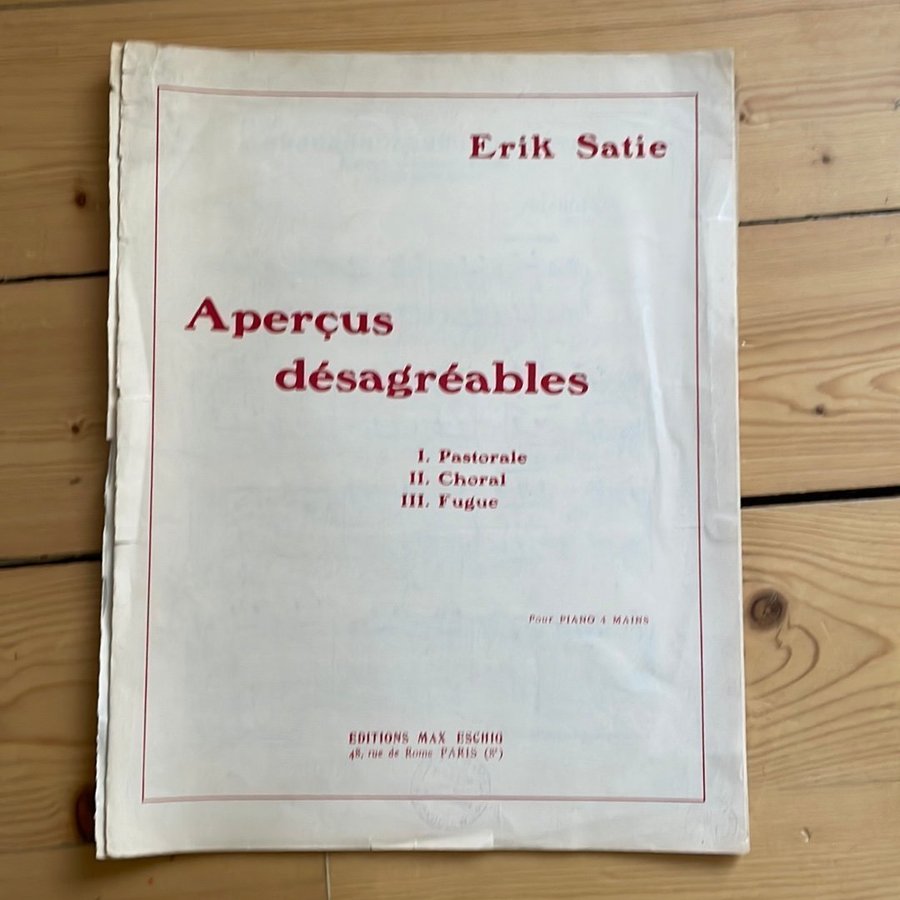 Erik Satie
Aperçus
désagréables
I. Pastorale
II. Choral
III. Fugue
Pour PIANO 4 MAINS
EDITIONS MAX ESCHIG
48, rue de Rome PARIS (8e)